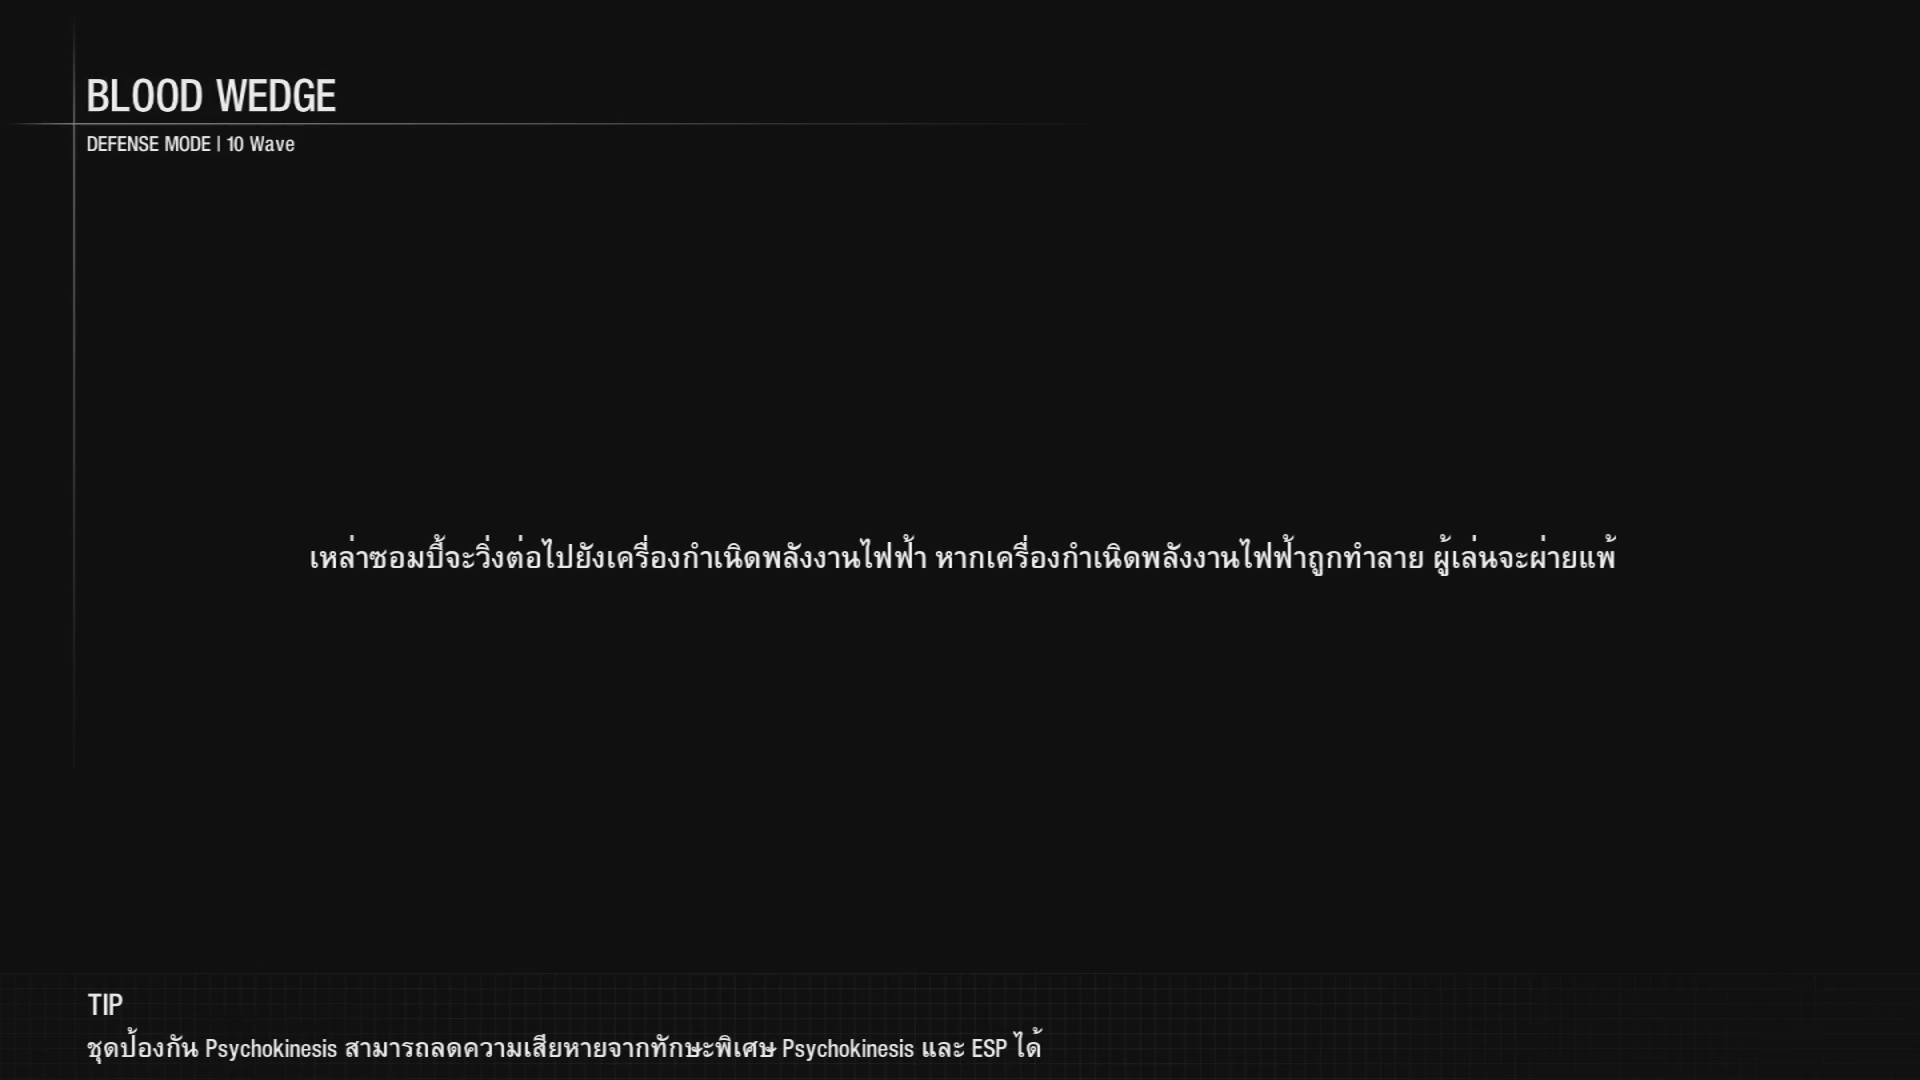 BLOOD WEDGE
DEFENSE MODE | 10 Wave
เหล่าซอมบี้จะวิ่งต่อไปยังเครื่องกำเนิดพลังงานไฟฟ้า หากเครื่องกำเนิดพลังงานไฟฟ้าถูกทำลาย ผู้เล่นจะผ่ายแพ้
TIP
ชุดป้องกัน Psychokinesis สามารถลดความเสียหายจากทักษะพิเศษ Psychokinesis และ ESP ได้